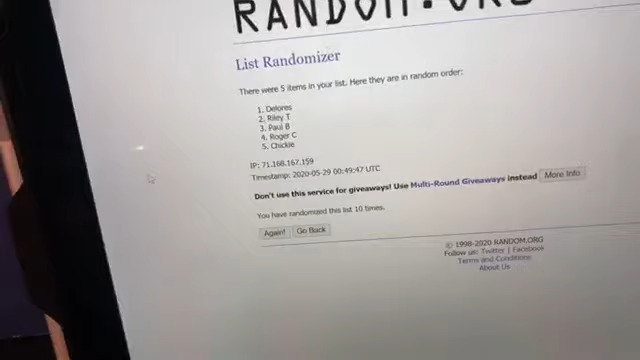 RANDOM.ORG
List Randomizer
There were 5 items in your list. Here they are in random order:
1. Delores
2. Riley T
3. Paul B
4. Roger C
5. Chickie
IP: 71.168.167.159
Timestamp: 2020-05-29 00:49:47 UTC
Don't use this service for giveaways! Use Multi-Round Giveaways instead More Info
You have randomized this list 10 times.
Again! Go Back
© 1998-2020 RANDOM.ORG
Follow us: Twitter | Facebook
Terms and Conditions
About Us